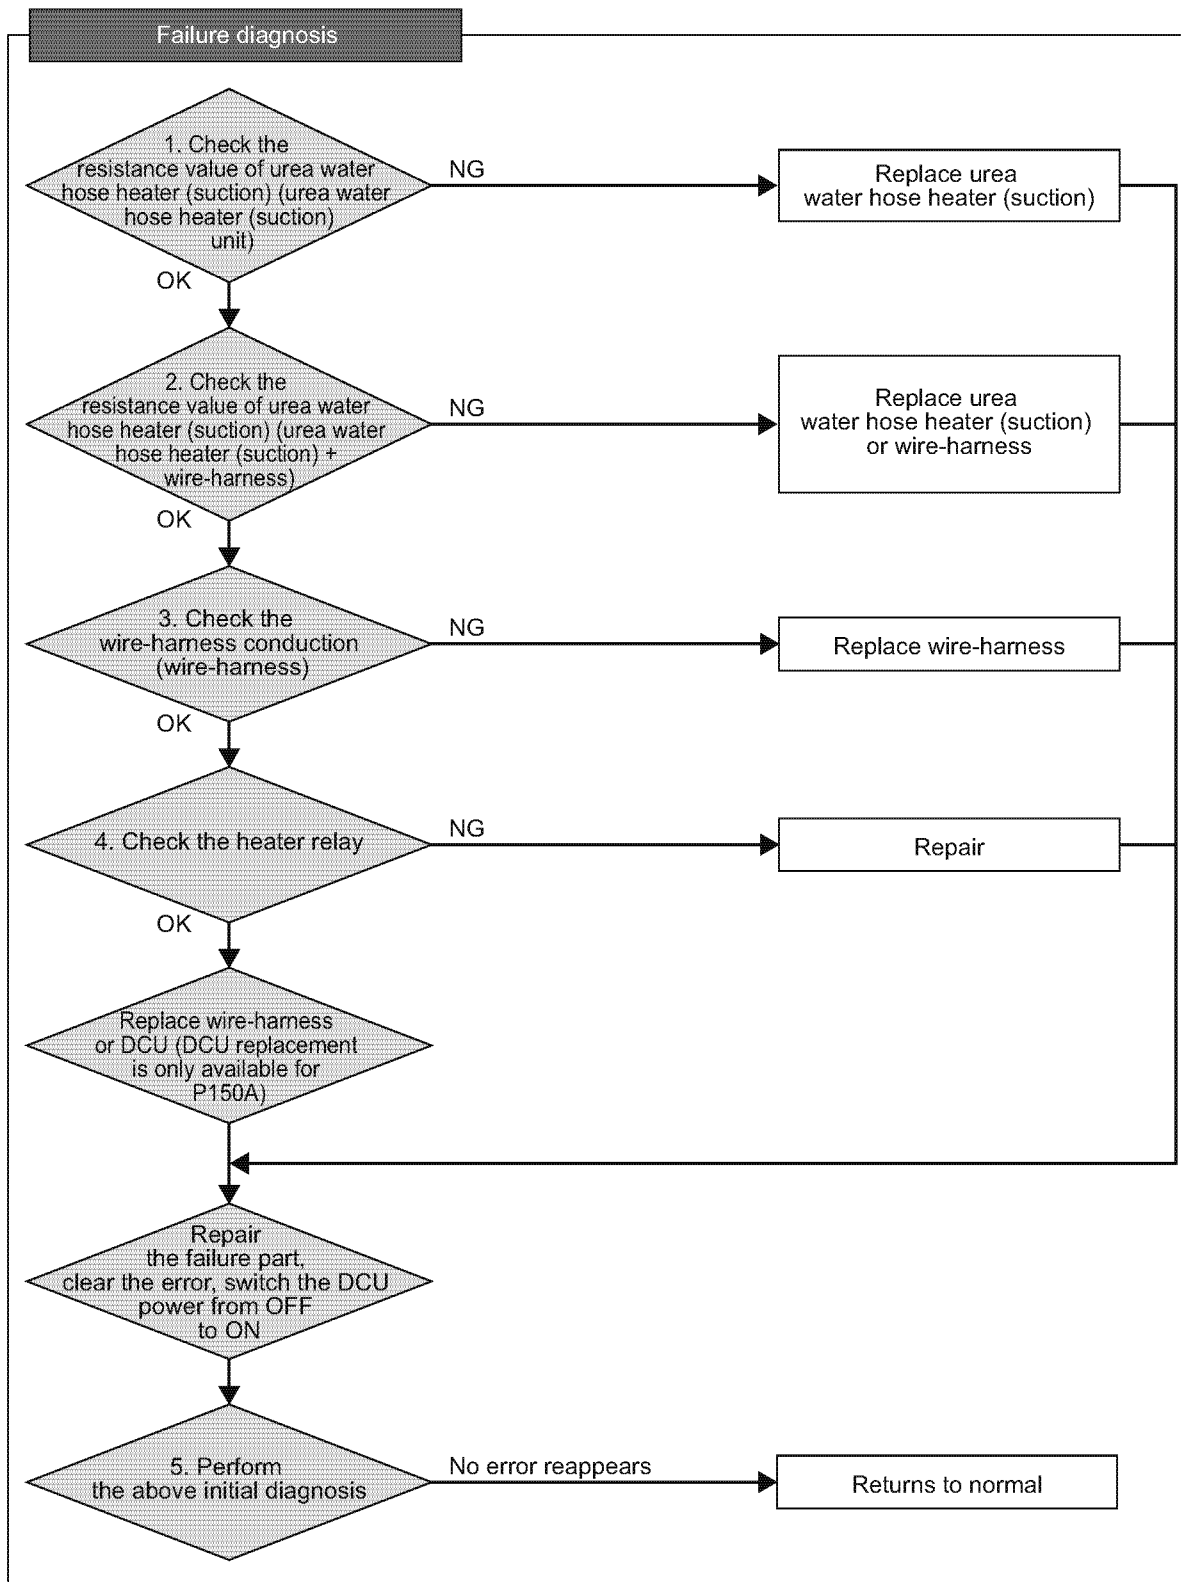 Failure diagnosis
1. Check the
resistance value of urea water
hose heater (suction) (urea water
hose heater (suction)
unit)
NG
Replace urea
water hose heater (suction)
OK
2. Check the
resistance value of urea water
hose heater (suction) (urea water
hose heater (suction) +
wire-harness)
NG
Replace urea
water hose heater (suction)
or wire-harness
OK
3. Check the
wire-harness conduction
(wire-harness)
NG
Replace wire-harness
OK
4. Check the heater relay
NG
Repair
OK
Replace wire-harness
or DCU (DCU replacement
is only available for
P150A)
Repair
the failure part,
clear the error, switch the DCU
power from OFF
to ON
5. Perform
the above initial diagnosis
No error reappears
Returns to normal